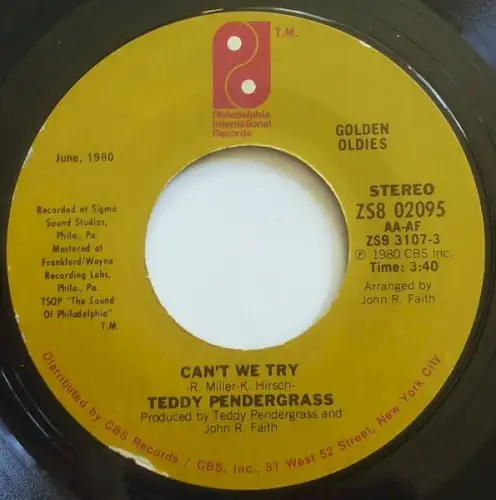 T.M.
Philadelphia
International
Records
June, 1980
GOLDEN
OLDIES
Recorded at Sigma
Sound Studios,
Phila., Pa.
Mastered at
Frankford/Wayne
Recording Labs,
Phila., Pa.
TSOP "The Sound
Of Philadelphia"
T.M.
STEREO
ZS8 02095
AA-AF
ZS9 3107-3
Ⓟ 1980 CBS Inc.
Time: 3:40
Arranged by
John R. Faith
CAN'T WE TRY
-R. Miller-K. Hirsch-
TEDDY PENDERGRASS
Produced by Teddy Pendergrass and
John R. Faith
Distributed by CBS Records / CBS, Inc., 51 West 52 Street, New York City